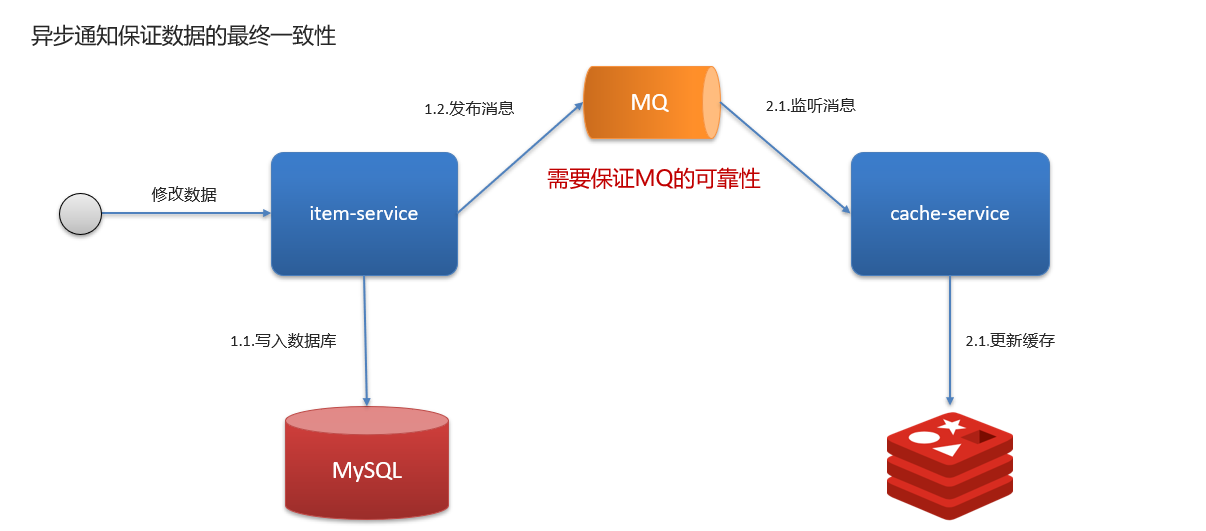 异步通知保证数据的最终一致性
MQ
1.2.发布消息
2.1.监听消息
需要保证MQ的可靠性
修改数据
item-service
cache-service
1.1.写入数据库
2.1.更新缓存
MySQL